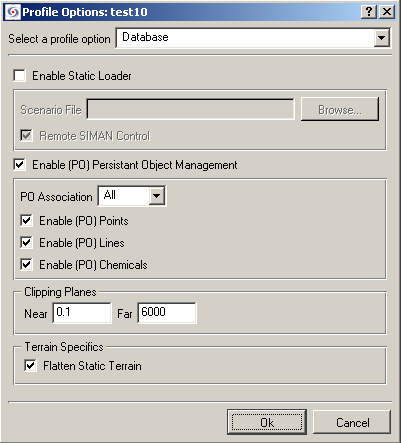 Profile Options: test10
Select a profile option Database
Enable Static Loader
Scenario File Browse...
Remote SIMAN Control
Enable (PO) Persistant Object Management
PO Association All
Enable (PO) Points
Enable (PO) Lines
Enable (PO) Chemicals
Clipping Planes
Near 0.1 Far 6000
Terrain Specifics
Flatten Static Terrain
Ok Cancel